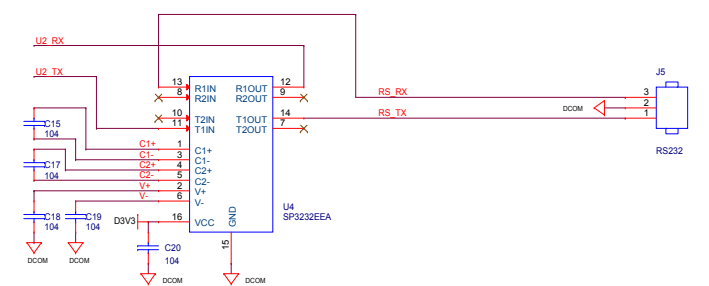 U2_RX
U2_TX
13 R1IN R1OUT 12
8 R2IN R2OUT 9
10 T2IN T1OUT 14
11 T1IN T2OUT 7
C1+ 1 C1+
C1- 3 C1-
C2+ 4 C2+
C2- 5 C2-
V+ 2 V+
V- 6 V-
D3V3 16 VCC
GND
15
U4
SP3232EEA
C15
104
C17
104
C18
104
C19
104
C20
104
DCOM
DCOM
DCOM
DCOM
RS_RX
RS_TX
DCOM
J5
3
2
1
RS232